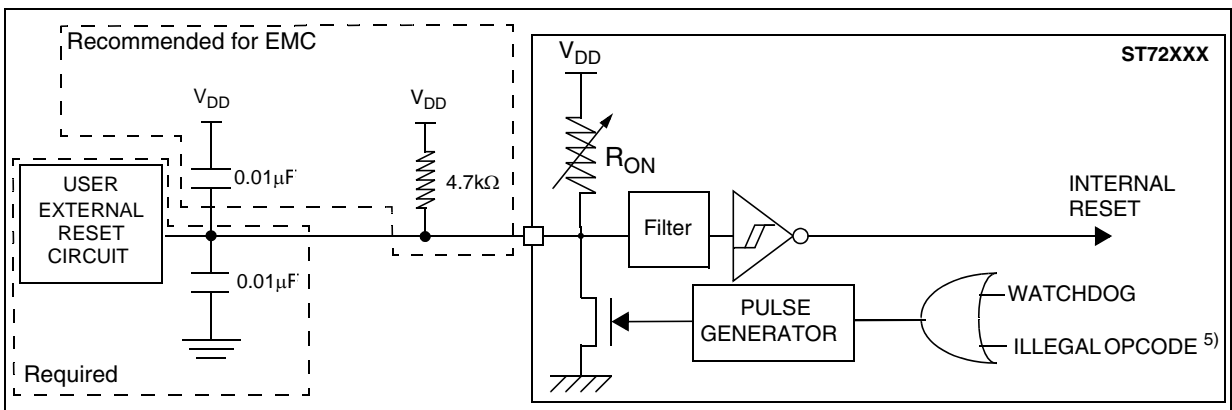 Recommended for EMC
VDD
0.01µF
VDD
4.7kΩ
USER
EXTERNAL
RESET
CIRCUIT
0.01µF
Required
ST72XXX
VDD
RON
Filter
INTERNAL
RESET
PULSE
GENERATOR
WATCHDOG
ILLEGAL OPCODE 5)